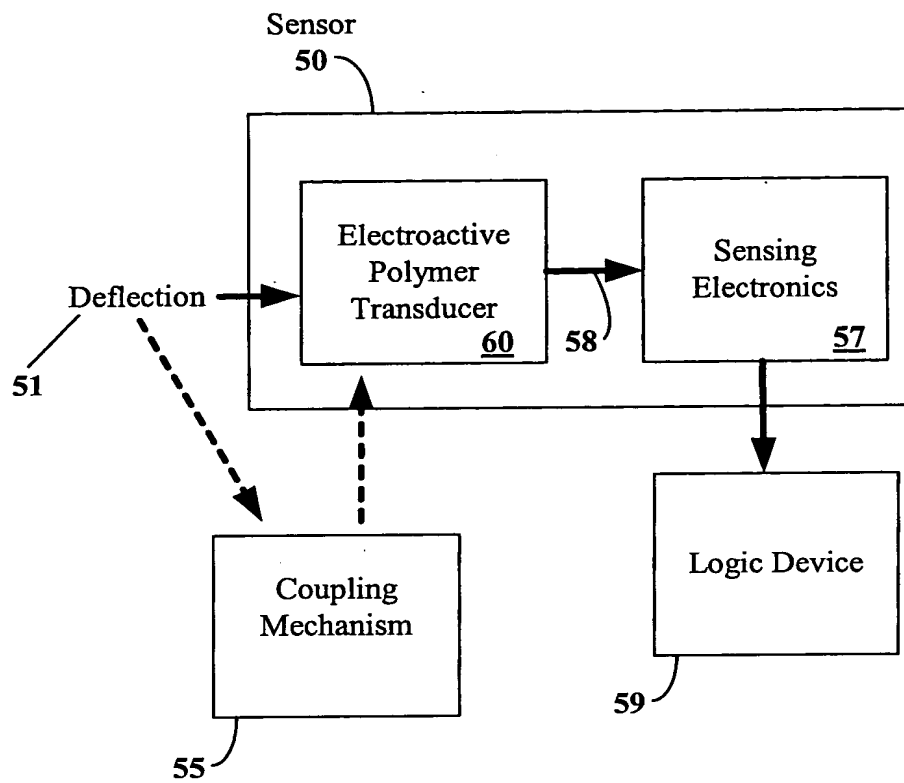 Sensor
50
Electroactive
Polymer
Transducer
60
Sensing
Electronics
57
Deflection
58
51
Coupling
Mechanism
Logic Device
59
55